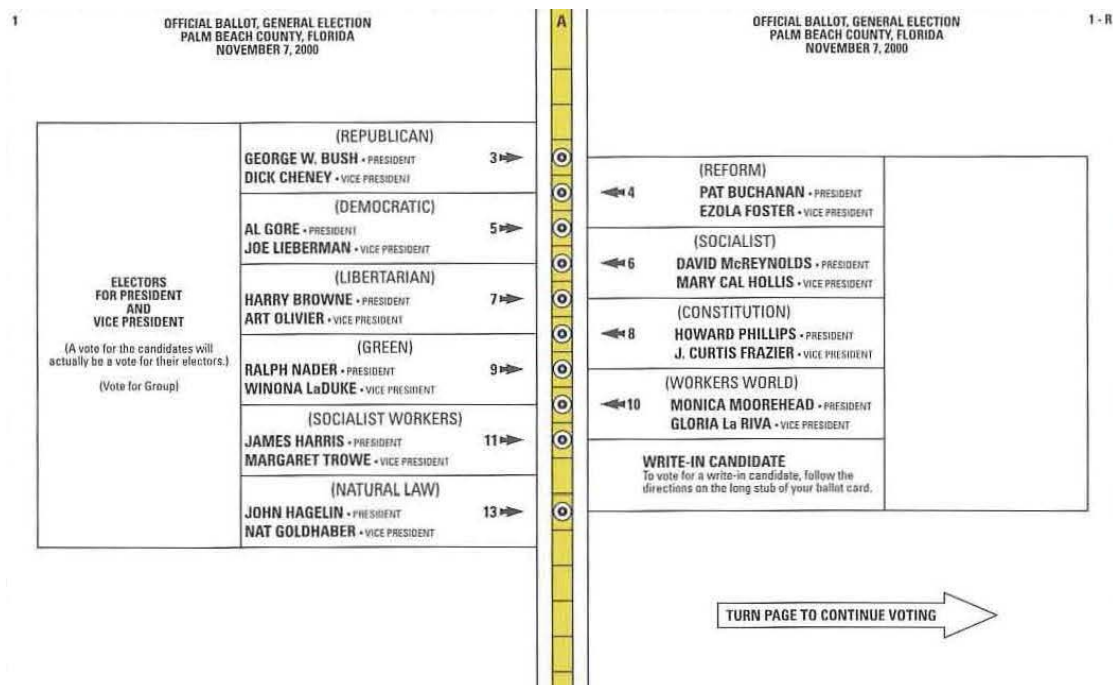 1
OFFICIAL BALLOT, GENERAL ELECTION
PALM BEACH COUNTY, FLORIDA
NOVEMBER 7, 2000
ELECTORS
FOR PRESIDENT
AND
VICE PRESIDENT
(A vote for the candidates will
actually be a vote for their electors.)
(Vote for Group)
(REPUBLICAN)
GEORGE W. BUSH • PRESIDENT 3
DICK CHENEY • VICE PRESIDENT
(DEMOCRATIC)
AL GORE • PRESIDENT 5
JOE LIEBERMAN • VICE PRESIDENT
(LIBERTARIAN)
HARRY BROWNE • PRESIDENT 7
ART OLIVIER • VICE PRESIDENT
(GREEN)
RALPH NADER • PRESIDENT 9
WINONA LaDUKE • VICE PRESIDENT
(SOCIALIST WORKERS)
JAMES HARRIS • PRESIDENT 11
MARGARET TROWE • VICE PRESIDENT
(NATURAL LAW)
JOHN HAGELIN • PRESIDENT 13
NAT GOLDHABER • VICE PRESIDENT
A
OFFICIAL BALLOT, GENERAL ELECTION
PALM BEACH COUNTY, FLORIDA
NOVEMBER 7, 2000
1 - R
(REFORM)
4 PAT BUCHANAN • PRESIDENT
EZOLA FOSTER • VICE PRESIDENT
(SOCIALIST)
6 DAVID McREYNOLDS • PRESIDENT
MARY CAL HOLLIS • VICE PRESIDENT
(CONSTITUTION)
8 HOWARD PHILLIPS • PRESIDENT
J. CURTIS FRAZIER • VICE PRESIDENT
(WORKERS WORLD)
10 MONICA MOOREHEAD • PRESIDENT
GLORIA La RIVA • VICE PRESIDENT
WRITE-IN CANDIDATE
To vote for a write-in candidate, follow the
directions on the long stub of your ballot card.
TURN PAGE TO CONTINUE VOTING